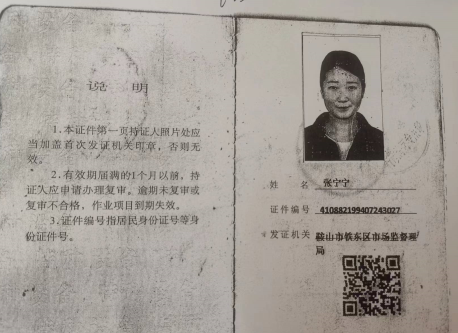 说 明
1.本证件第一页持证人照片处应
当加盖首次发证机关印章，否则无
效。
2.有效期届满的1个月以前，持
证人应申请办理复审。逾期未复审或
复审不合格，作业项目到期失效。
3.证件编号指居民身份证号等身
份证件号。
姓 名 张宁宁
证件编号 410882199407243027
发证机关 鞍山市铁东区市场监督管理
局